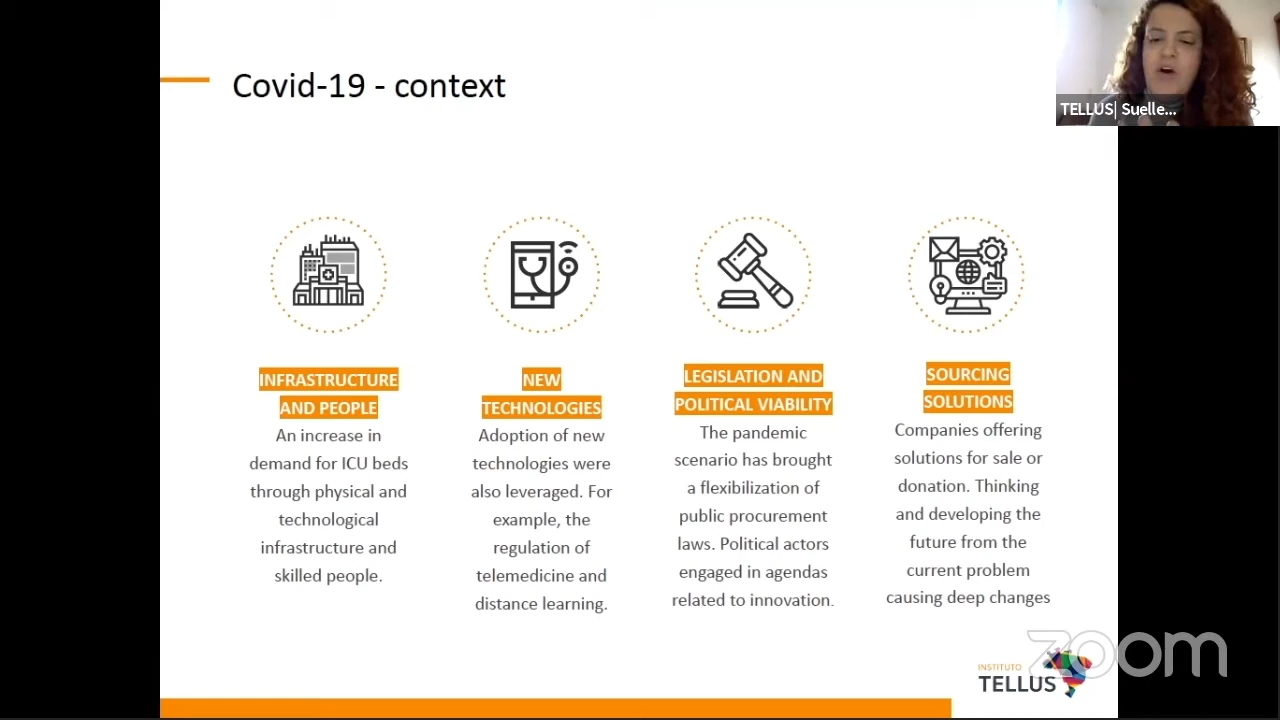 Covid-19 - context
TELLUS| Suelle...
INFRASTRUCTURE
AND PEOPLE
An increase in
demand for ICU beds
through physical and
technological
infrastructure and
skilled people.
NEW
TECHNOLOGIES
Adoption of new
technologies were
also leveraged. For
example, the
regulation of
telemedicine and
distance learning.
LEGISLATION AND
POLITICAL VIABILITY
The pandemic
scenario has brought
a flexibilization of
public procurement
laws. Political actors
engaged in agendas
related to innovation.
SOURCING
SOLUTIONS
Companies offering
solutions for sale or
donation. Thinking
and developing the
future from the
current problem
causing deep changes
INSTITUTO
TELLUS
zoom